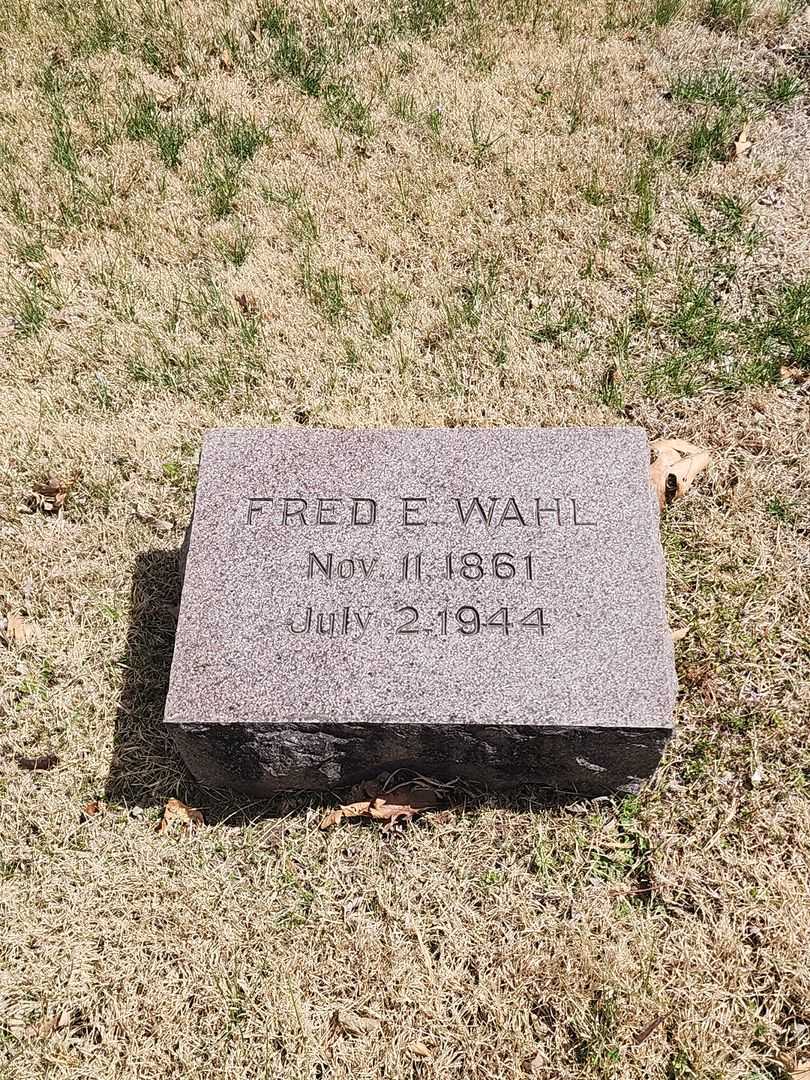 FRED E. WAHL
Nov. 11, 1861
July 2, 1944